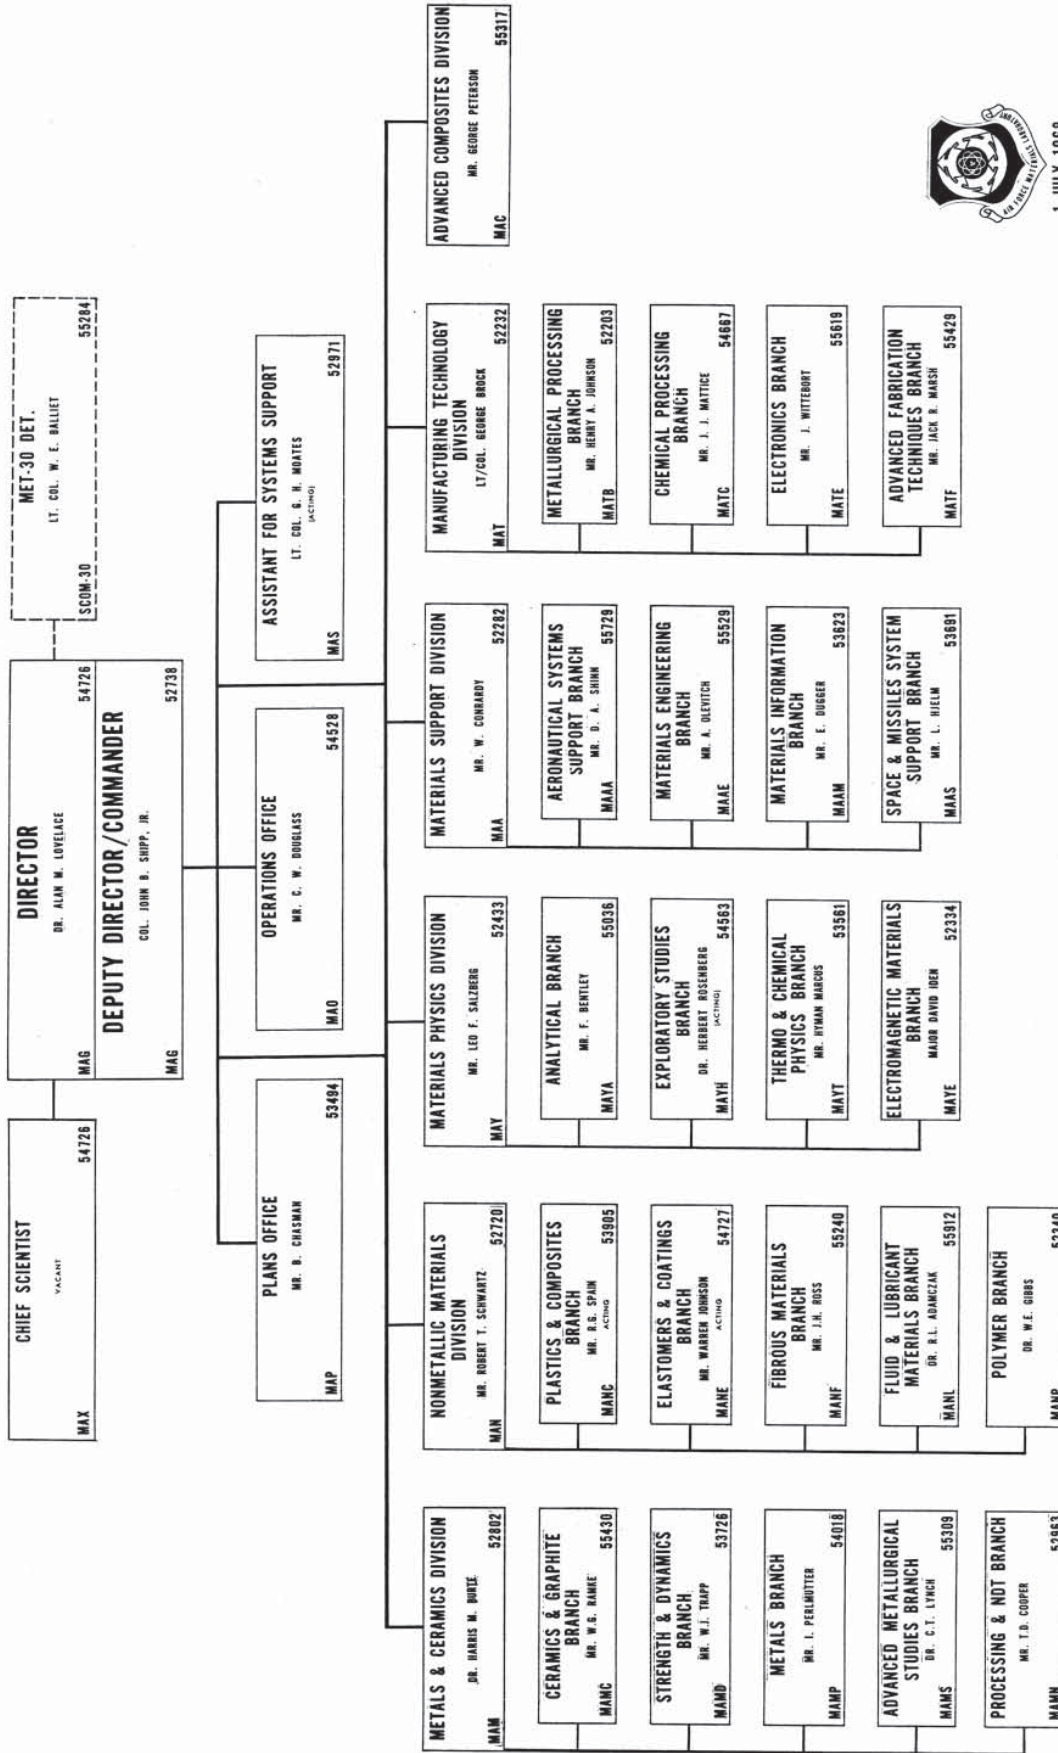 CHIEF SCIENTIST
VACANT
MAX 54726
DIRECTOR
DR. ALAN M. LOVELACE
MAG 54726
DEPUTY DIRECTOR/COMMANDER
COL. JOHN B. SHIPP, JR.
MAG 52738
MET-30 DET.
LT. COL. W. E. BALLIET
SCOM-30 55284
PLANS OFFICE
MR. B. CHASMAN
MAP 53494
OPERATIONS OFFICE
MR. C. W. DOUGLASS
MAO 54528
ASSISTANT FOR SYSTEMS SUPPORT
LT. COL. G. H. MOATES
(ACTING)
MAS 52971
METALS & CERAMICS DIVISION
DR. HARRIS M. BURTE
MAM 52802
CERAMICS & GRAPHITE
BRANCH
MR. W.G. RAMKE
MAMC 55430
STRENGTH & DYNAMICS
BRANCH
MR. W.J. TRAPP
MAMD 53726
METALS BRANCH
MR. I. PERLMUTTER
MAMP 54018
ADVANCED METALLURGICAL
STUDIES BRANCH
DR. C.T. LYNCH
MAMS 55309
PROCESSING & NDT BRANCH
MR. T.D. COOPER
MAMN
NONMETALLIC MATERIALS
DIVISION
MR. ROBERT T. SCHWARTZ
MAN 52720
PLASTICS & COMPOSITES
BRANCH
MR. R.G. SPAIN
ACTING
MANC 53905
ELASTOMERS & COATINGS
BRANCH
MR. WARREN JOHNSON
ACTING
MANE 54727
FIBROUS MATERIALS
BRANCH
MR. J.H. ROSS
MANF 55240
FLUID & LUBRICANT
MATERIALS BRANCH
DR. R.L. ADAMCZAK
MANL 55912
POLYMER BRANCH
DR. W.E. GIBBS
MANP
MATERIALS PHYSICS DIVISION
MR. LEO F. SALZBERG
MAY 52433
ANALYTICAL BRANCH
MR. F. BENTLEY
MAYA 55036
EXPLORATORY STUDIES
BRANCH
DR. HERBERT ROSENBERG
(ACTING)
MAYH 54563
THERMO & CHEMICAL
PHYSICS BRANCH
MR. HYMAN MARCUS
MAYT 53561
ELECTROMAGNETIC MATERIALS
BRANCH
MAJOR DAVID IDEN
MAYE 52334
MATERIALS SUPPORT DIVISION
MR. W. CONRARDY
MAA 52282
AERONAUTICAL SYSTEMS
SUPPORT BRANCH
MR. D. A. SHINN
MAAA 55729
MATERIALS ENGINEERING
BRANCH
MR. A. OLEVITCH
MAAE 55529
MATERIALS INFORMATION
BRANCH
MR. E. DUGGER
MAAM 53623
SPACE & MISSILES SYSTEM
SUPPORT BRANCH
MR. L. HJELM
MAAS 53691
MANUFACTURING TECHNOLOGY
DIVISION
LT/COL. GEORGE BROCK
MAT 52232
METALLURGICAL PROCESSING
BRANCH
MR. HENRY A. JOHNSON
MATB 52203
CHEMICAL PROCESSING
BRANCH
MR. J. J. MATTICE
MATC 54667
ELECTRONICS BRANCH
MR. J. WITTEBORT
MATE 55619
ADVANCED FABRICATION
TECHNIQUES BRANCH
MR. JACK R. MARSH
MATF 55429
ADVANCED COMPOSITES DIVISION
MR. GEORGE PETERSON
MAC 55317
AIR FORCE MATERIALS LABORATORY
1 JULY